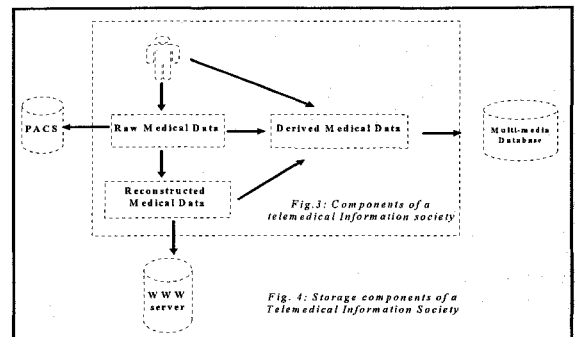 PACS
Raw Medical Data
Derived Medical Data
Multi-media
Database
Reconstructed
Medical Data
Fig.3: Components of a
telemedical Information society
WWW
server
Fig. 4: Storage components of a
Telemedical Information Society